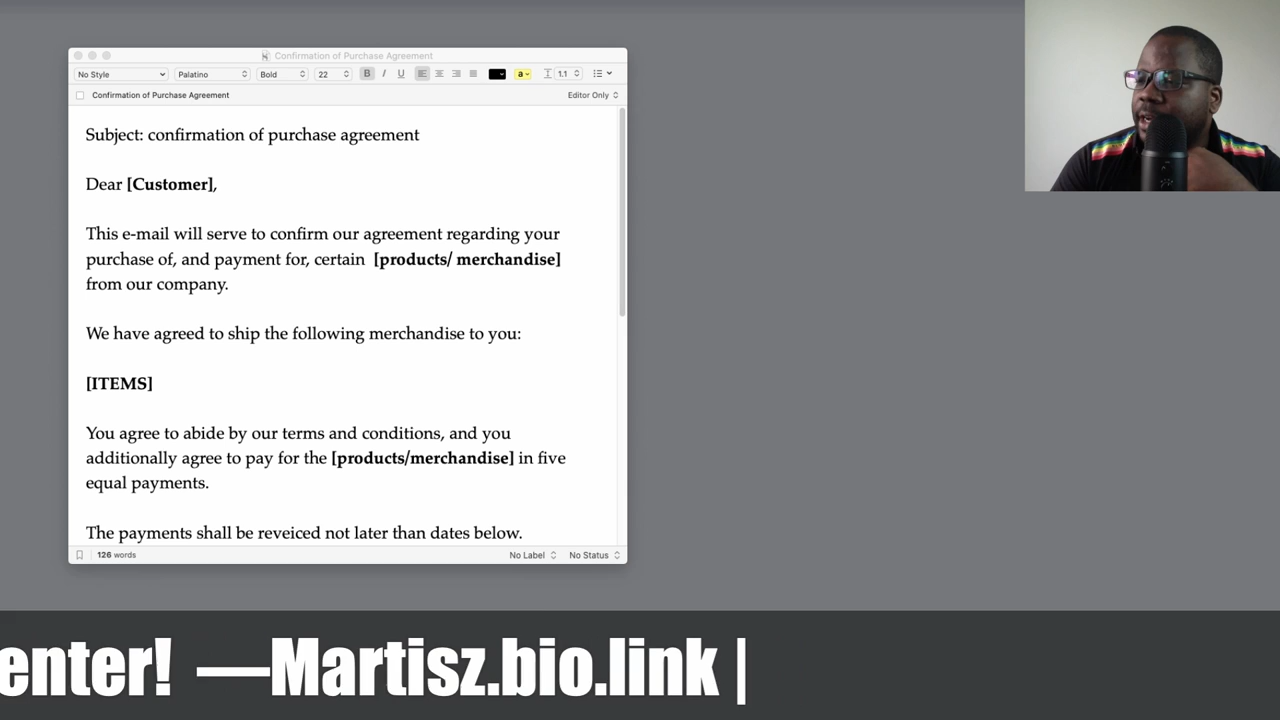 Confirmation of Purchase Agreement
No Style
Palatino
Bold
22
B
I
U
a
1.1
Confirmation of Purchase Agreement
Editor Only
Subject: confirmation of purchase agreement
Dear [Customer],
This e-mail will serve to confirm our agreement regarding your
purchase of, and payment for, certain [products/ merchandise]
from our company.
We have agreed to ship the following merchandise to you:
[ITEMS]
You agree to abide by our terms and conditions, and you
additionally agree to pay for the [products/merchandise] in five
equal payments.
The payments shall be reveiced not later than dates below.
126 words
No Label
No Status
enter! —Martisz.bio.link |